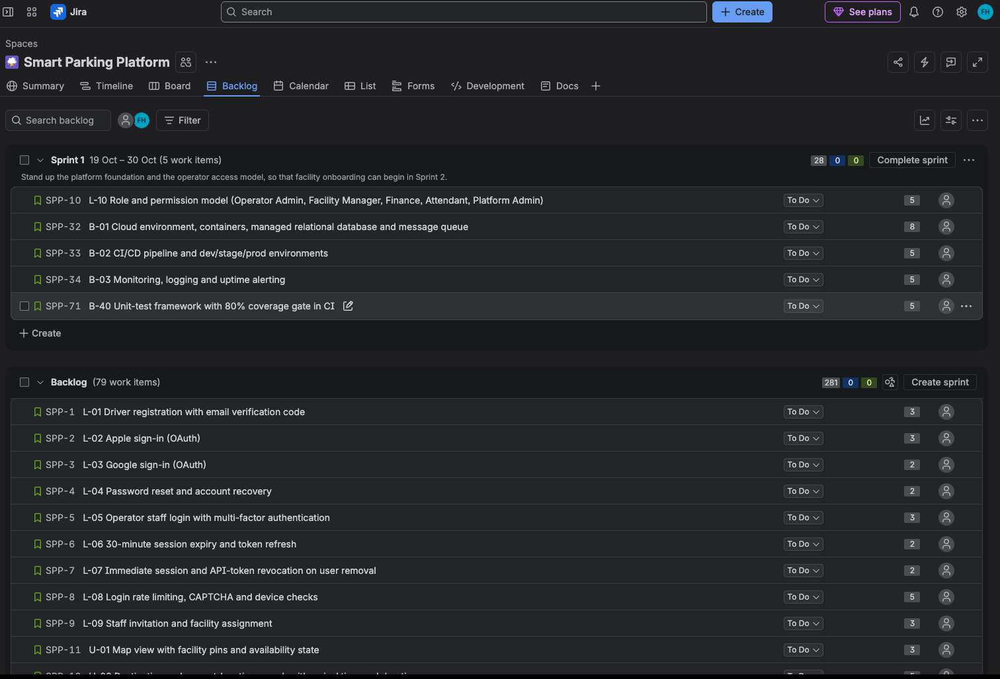 Jira
Search
Create
See plans
FH
Spaces
Smart Parking Platform
Summary
Timeline
Board
Backlog
Calendar
List
Forms
Development
Docs
Search backlog
FH
Filter
Sprint 1 19 Oct – 30 Oct (5 work items)
28 0 0
Complete sprint
Stand up the platform foundation and the operator access model, so that facility onboarding can begin in Sprint 2.
SPP-10 L-10 Role and permission model (Operator Admin, Facility Manager, Finance, Attendant, Platform Admin) To Do 5
SPP-32 B-01 Cloud environment, containers, managed relational database and message queue To Do 8
SPP-33 B-02 CI/CD pipeline and dev/stage/prod environments To Do 5
SPP-34 B-03 Monitoring, logging and uptime alerting To Do 5
SPP-71 B-40 Unit-test framework with 80% coverage gate in CI To Do 5
Create
Backlog (79 work items)
281 0 0
Create sprint
SPP-1 L-01 Driver registration with email verification code To Do 3
SPP-2 L-02 Apple sign-in (OAuth) To Do 3
SPP-3 L-03 Google sign-in (OAuth) To Do 2
SPP-4 L-04 Password reset and account recovery To Do 2
SPP-5 L-05 Operator staff login with multi-factor authentication To Do 3
SPP-6 L-06 30-minute session expiry and token refresh To Do 2
SPP-7 L-07 Immediate session and API-token revocation on user removal To Do 2
SPP-8 L-08 Login rate limiting, CAPTCHA and device checks To Do 5
SPP-9 L-09 Staff invitation and facility assignment To Do 3
SPP-11 U-01 Map view with facility pins and availability state To Do 3